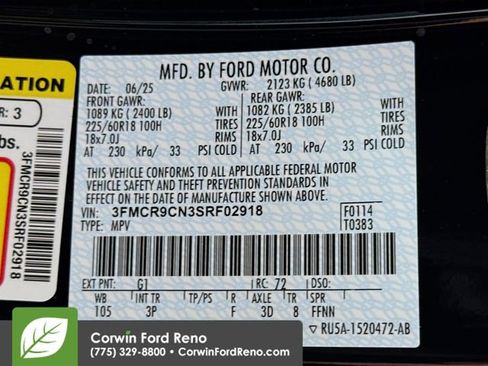 ATION
R: 3
bs.
3FMCR9CN3SRF02918
MFD. BY FORD MOTOR CO.
DATE: 06/25 GVWR: 2123 KG ( 4680 LB)
FRONT GAWR: REAR GAWR:
1089 KG ( 2400 LB) 1082 KG ( 2385 LB)
225/60R18 100H TIRES 225/60R18 100H TIRES
18x7.0J RIMS 18x7.0J RIMS
AT 230 kPa/ 33 PSI COLD AT 230 kPa/ 33 PSI COLD
THIS VEHICLE CONFORMS TO ALL APPLICABLE FEDERAL MOTOR
VEHICLE SAFETY AND THEFT PREVENTION STANDARDS IN
EFFECT ON THE DATE OF MANUFACTURE SHOWN ABOVE.
VIN: 3FMCR9CN3SRF02918 F0114
TYPE: MPV T0383
EXT PNT: G1 RC: 72 DSO:
WB INT TR TP/PS R AXLE TR SPR
105 3P F 3D 8 FFNN
RU5A-1520472-AB
Corwin Ford Reno
(775) 329-8800 • CorwinFordReno.com